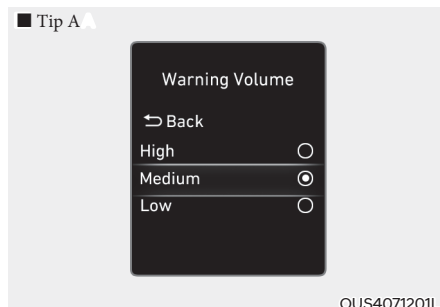 ■ Tip A
Warning Volume
Back
High
Medium
Low
OUS4071201L